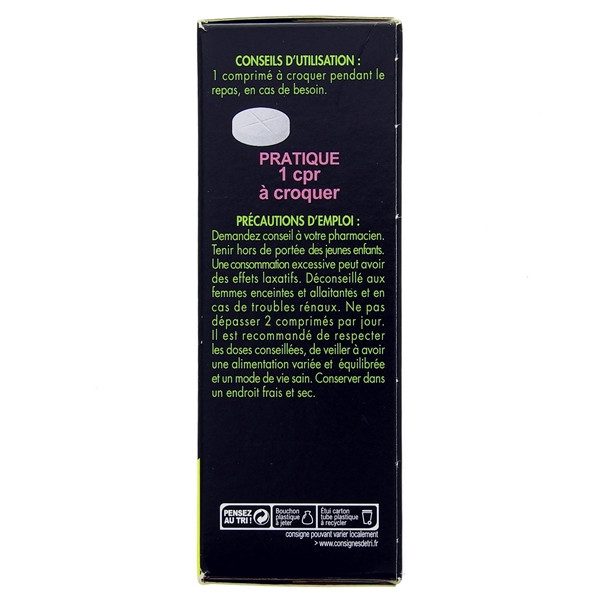 CONSEILS D'UTILISATION :
1 comprimé à croquer pendant le
repas, en cas de besoin.
PRATIQUE
1 cpr
à croquer
PRÉCAUTIONS D'EMPLOI :
Demandez conseil à votre pharmacien.
Tenir hors de portée des jeunes enfants.
Une consommation excessive peut avoir
des effets laxatifs. Déconseillé aux
femmes enceintes et allaitantes et en
cas de troubles rénaux. Ne pas
dépasser 2 comprimés par jour.
Il est recommandé de respecter
les doses conseillées, de veiller à avoir
une alimentation variée et équilibrée
et un mode de vie sain. Conserver dans
un endroit frais et sec.
PENSEZ
AU TRI !
Bouchon
plastique
à jeter
Étui carton
tube plastique
à recycler
consigne pouvant varier localement
> www.consignesdetri.fr